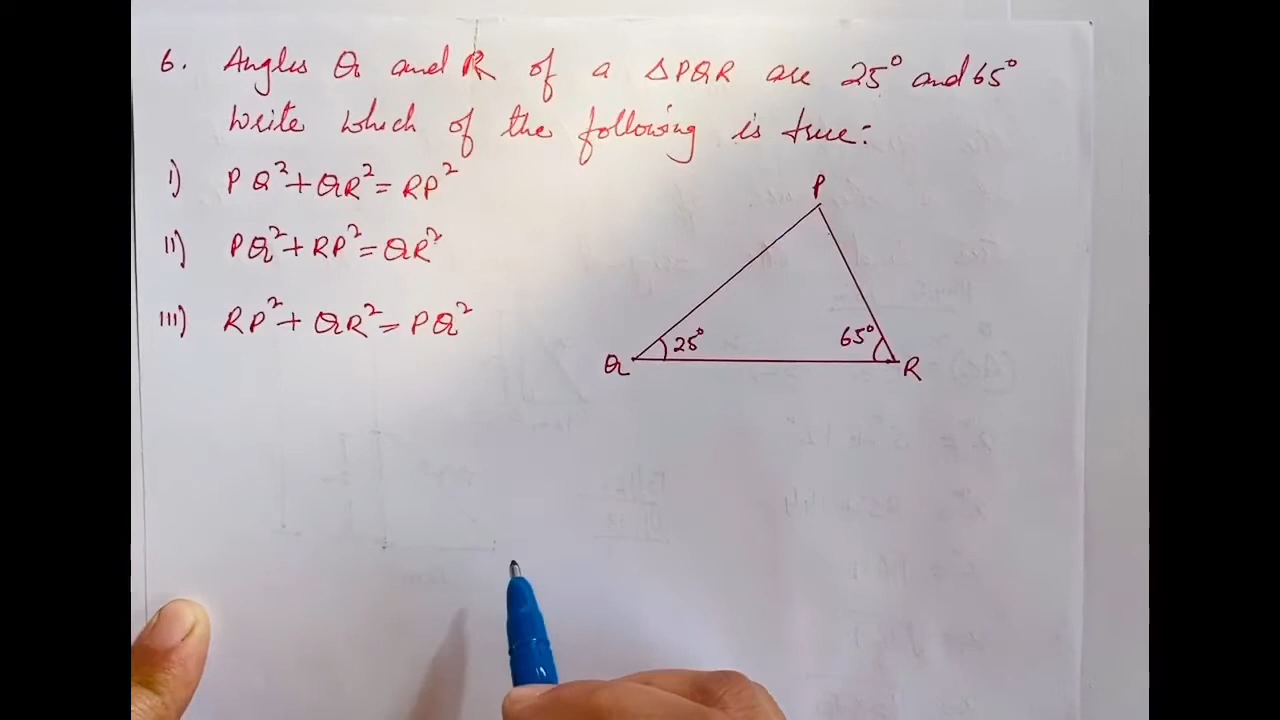 6. Angles Q and R of a △PQR are 25° and 65°
Write which of the following is true:
i) PQ² + QR² = RP²
ii) PQ² + RP² = QR²
iii) RP² + QR² = PQ²
P
25°
65°
Q
R